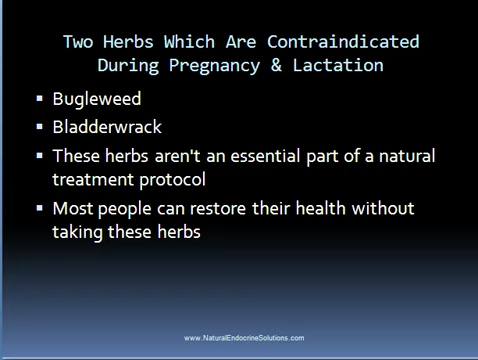 Two Herbs Which Are Contraindicated
During Pregnancy & Lactation
▪ Bugleweed
▪ Bladderwrack
▪ These herbs aren't an essential part of a natural
treatment protocol
▪ Most people can restore their health without
taking these herbs
www.NaturalEndocrineSolutions.com